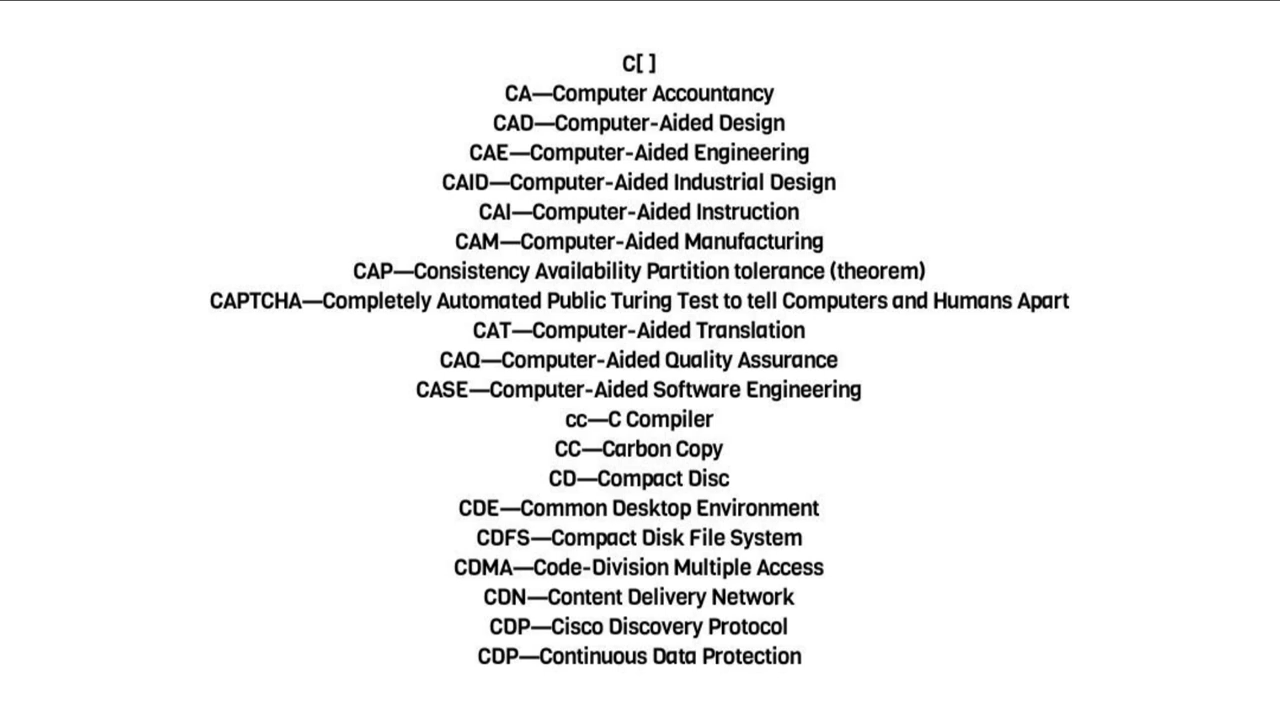 C[ ]
CA—Computer Accountancy
CAD—Computer-Aided Design
CAE—Computer-Aided Engineering
CAID—Computer-Aided Industrial Design
CAI—Computer-Aided Instruction
CAM—Computer-Aided Manufacturing
CAP—Consistency Availability Partition tolerance (theorem)
CAPTCHA—Completely Automated Public Turing Test to tell Computers and Humans Apart
CAT—Computer-Aided Translation
CAQ—Computer-Aided Quality Assurance
CASE—Computer-Aided Software Engineering
cc—C Compiler
CC—Carbon Copy
CD—Compact Disc
CDE—Common Desktop Environment
CDFS—Compact Disk File System
CDMA—Code-Division Multiple Access
CDN—Content Delivery Network
CDP—Cisco Discovery Protocol
CDP—Continuous Data Protection